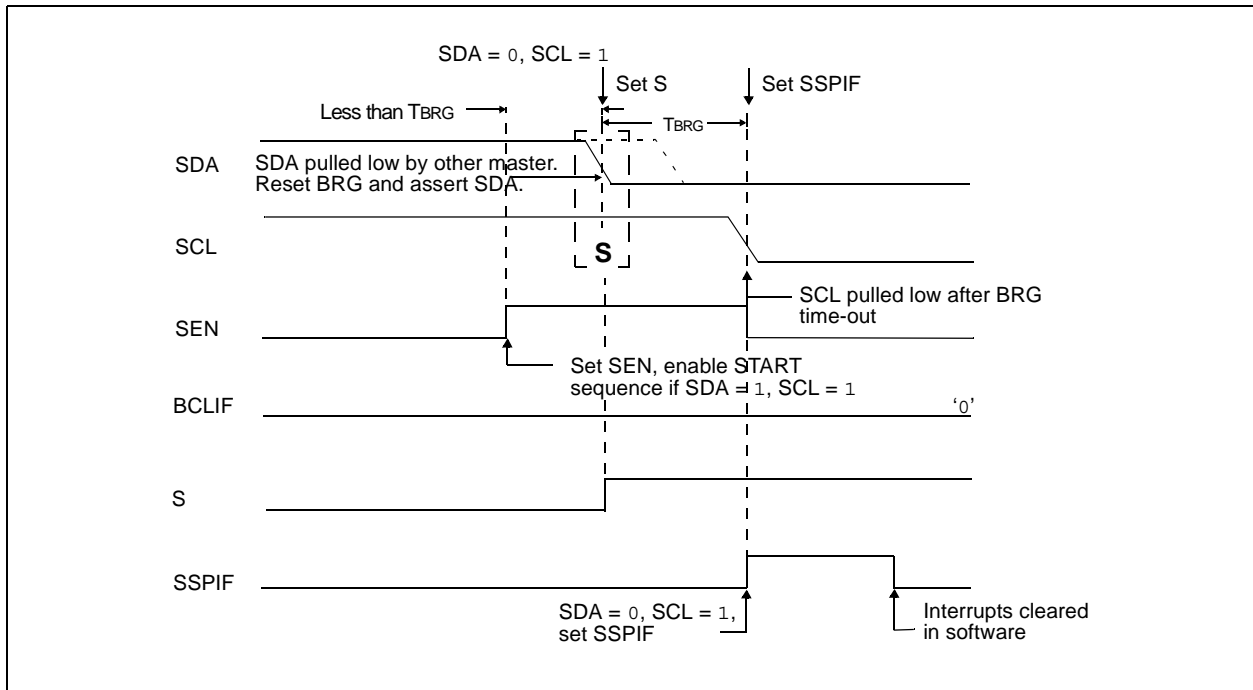 SDA = 0, SCL = 1
Set S
Set SSPIF
Less than TBRG
TBRG
SDA
SDA pulled low by other master.
Reset BRG and assert SDA.
SCL
S
SCL pulled low after BRG
time-out
SEN
Set SEN, enable START
sequence if SDA = 1, SCL = 1
BCLIF
‘0’
S
SSPIF
SDA = 0, SCL = 1,
set SSPIF
Interrupts cleared
in software